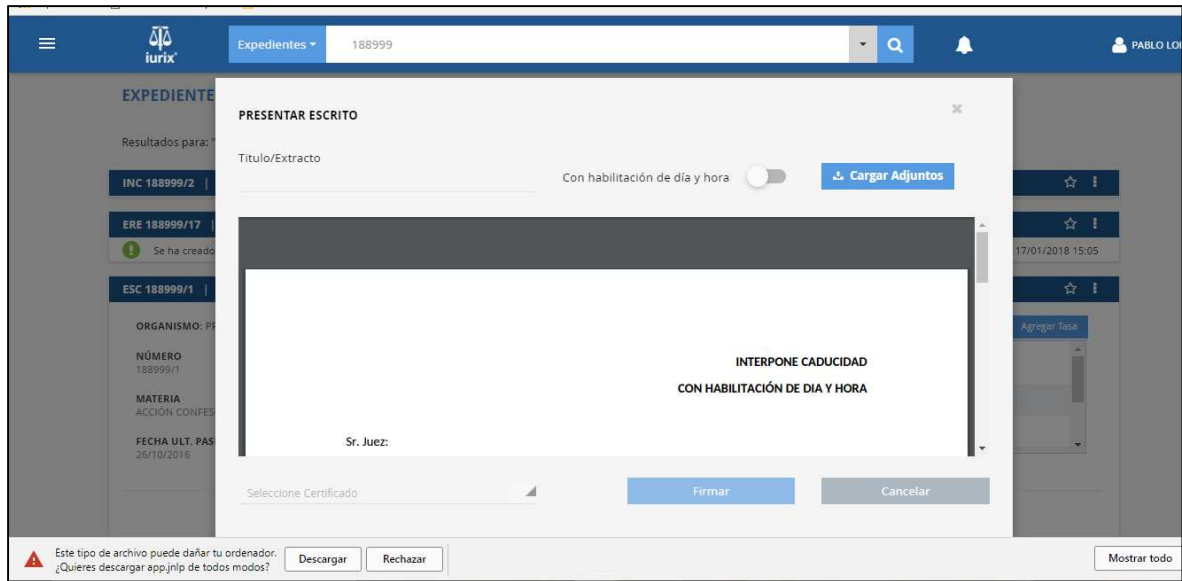 iurix
Expedientes
188999
PABLO LO
EXPEDIENTE
Resultados para: "
INC 188999/2 |
ERE 188999/17 |
Se ha creado
17/01/2018 15:05
ESC 188999/1 |
ORGANISMO: PR
Agregar Tasa
NÚMERO
188999/1
MATERIA
ACCIÓN CONFES
FECHA ULT. PAS
26/10/2016
PRESENTAR ESCRITO
Titulo/Extracto
Con habilitación de día y hora
Cargar Adjuntos
INTERPONE CADUCIDAD
CON HABILITACIÓN DE DIA Y HORA
Sr. Juez:
Seleccione Certificado
Firmar
Cancelar
Este tipo de archivo puede dañar tu ordenador.
¿Quieres descargar app.jnlp de todos modos?
Descargar
Rechazar
Mostrar todo